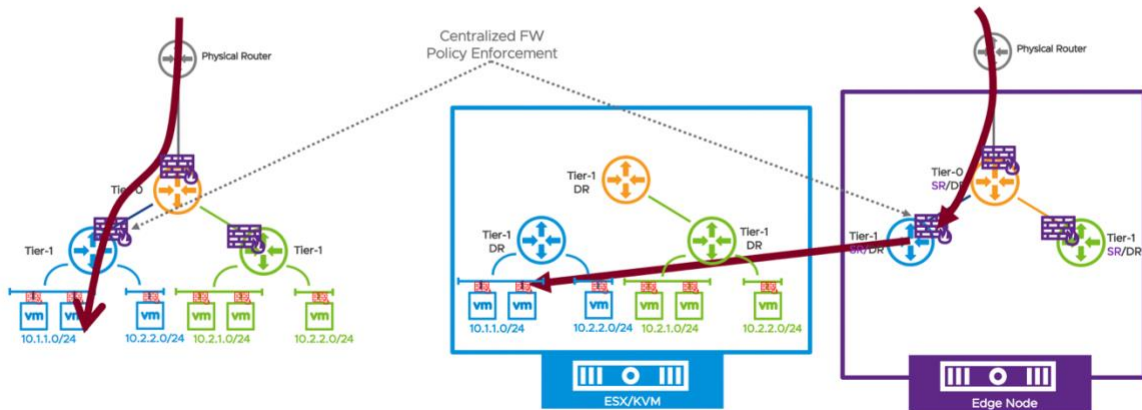 Physical Router
Centralized FW
Policy Enforcement
Physical Router
Tier-0
Tier-1
Tier-1
vm
vm
vm
vm
vm
vm
10.1.1.0/24
10.2.2.0/24
10.2.1.0/24
10.2.2.0/24
Tier-1
DR
Tier-1
DR
Tier-1
DR
vm
vm
vm
vm
vm
vm
10.1.1.0/24
10.2.2.0/24
10.2.1.0/24
10.2.2.0/24
ESX/KVM
Tier-0
SR/DR
Tier-1
SR/DR
Tier-1
SR/DR
Edge Node